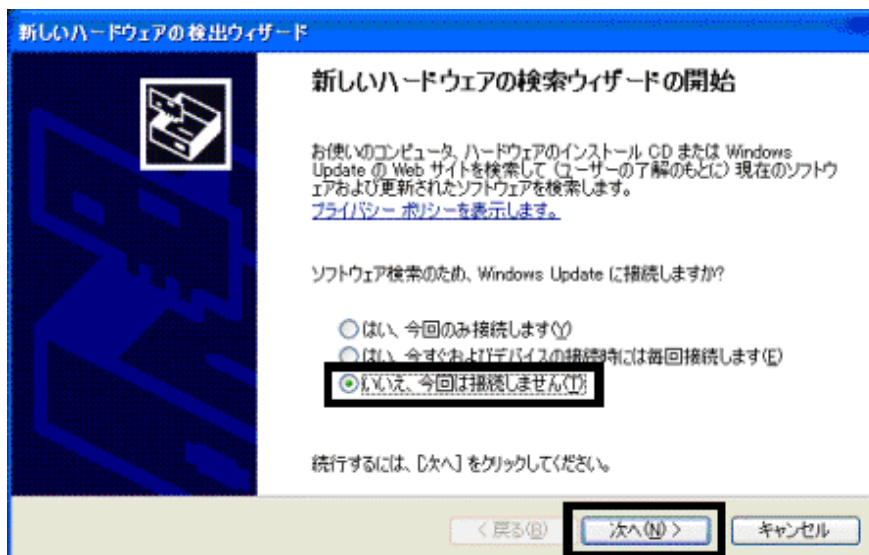 新しいハードウェアの検出ウィザード
新しいハードウェアの検索ウィザードの開始
お使いのコンピュータ、ハードウェアのインストール CD または Windows
Update の Web サイトを検索して (ユーザーの了解のもとに) 現在のソフトウ
ェアおよび更新されたソフトウェアを検索します。
プライバシー ポリシーを表示します。
ソフトウェア検索のため、Windows Update に接続しますか?
はい、今回のみ接続します(Y)
はい、今すぐおよびデバイスの接続時には毎回接続します(E)
いいえ、今回は接続しません(T)
続行するには、[次へ] をクリックしてください。
< 戻る(B)
次へ(N) >
キャンセル